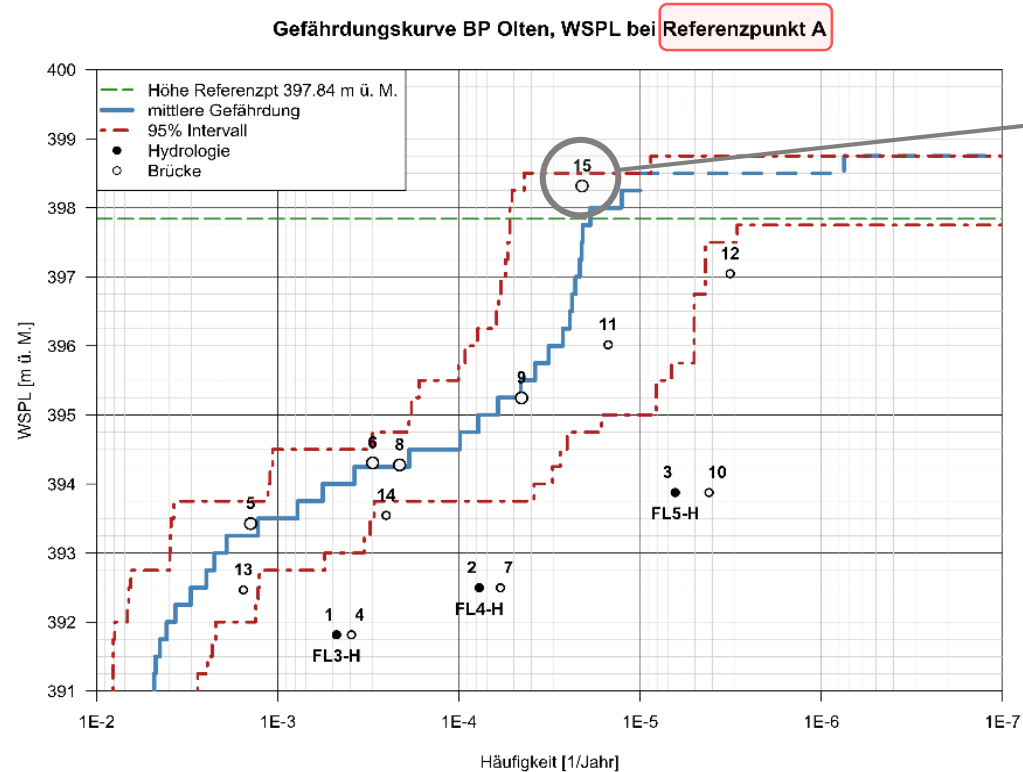 Gefährdungskurve BP Olten, WSPL bei Referenzpunkt A
400
399
398
397
396
395
394
393
392
391
WSPL [m ü. M.]
Höhe Referenzpt 397.84 m ü. M.
mittlere Gefährdung
95% Intervall
Hydrologie
Brücke
15
12
11
9
6
8
3
10
FL5-H
5
14
13
2
7
FL4-H
1
4
FL3-H
1E-2
1E-3
1E-4
1E-5
1E-6
1E-7
Häufigkeit [1/Jahr]